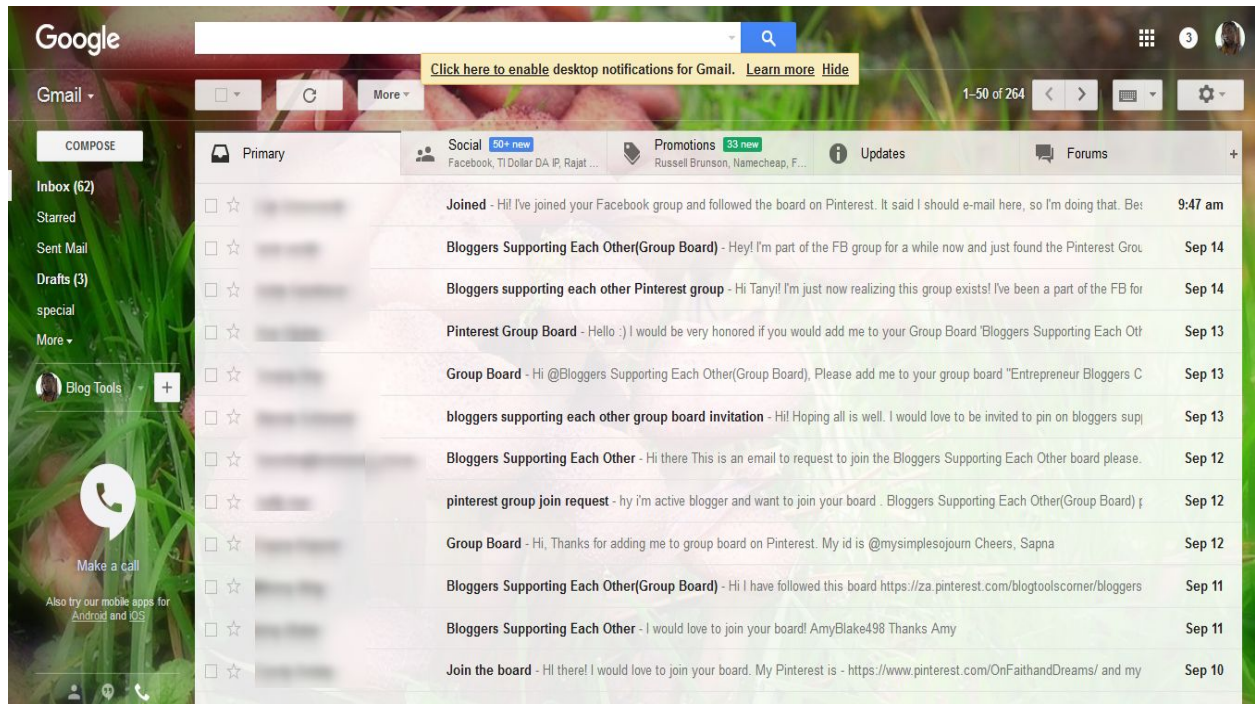 Google
3
Click here to enable desktop notifications for Gmail. Learn more Hide
Gmail
More
1–50 of 264
COMPOSE
Primary
Social 50+ new
Facebook, TI Dollar DA IP, Rajat ...
Promotions 33 new
Russell Brunson, Namecheap, F...
Updates
Forums
+
Inbox (62)
Starred
Sent Mail
Drafts (3)
special
More
Blog Tools
+
Make a call
Also try our mobile apps for
Android and iOS
Joined - Hi! I've joined your Facebook group and followed the board on Pinterest. It said I should e-mail here, so I'm doing that. Bes 9:47 am
Bloggers Supporting Each Other(Group Board) - Hey! I'm part of the FB group for a while now and just found the Pinterest Grou Sep 14
Bloggers supporting each other Pinterest group - Hi Tanyi! I'm just now realizing this group exists! I've been a part of the FB for Sep 14
Pinterest Group Board - Hello :) I would be very honored if you would add me to your Group Board 'Bloggers Supporting Each Oth Sep 13
Group Board - Hi @Bloggers Supporting Each Other(Group Board), Please add me to your group board "Entrepreneur Bloggers C Sep 13
bloggers supporting each other group board invitation - Hi! Hoping all is well. I would love to be invited to pin on bloggers supp Sep 13
Bloggers Supporting Each Other - Hi there This is an email to request to join the Bloggers Supporting Each Other board please. Sep 12
pinterest group join request - hy i'm active blogger and want to join your board . Bloggers Supporting Each Other(Group Board) Sep 12
Group Board - Hi, Thanks for adding me to group board on Pinterest. My id is @mysimplesojourn Cheers, Sapna Sep 12
Bloggers Supporting Each Other(Group Board) - Hi I have followed this board https://za.pinterest.com/blogtoolscorner/bloggers Sep 11
Bloggers Supporting Each Other - I would love to join your board! AmyBlake498 Thanks Amy Sep 11
Join the board - HI there! I would love to join your board. My Pinterest is - https://www.pinterest.com/OnFaithandDreams/ and my Sep 10